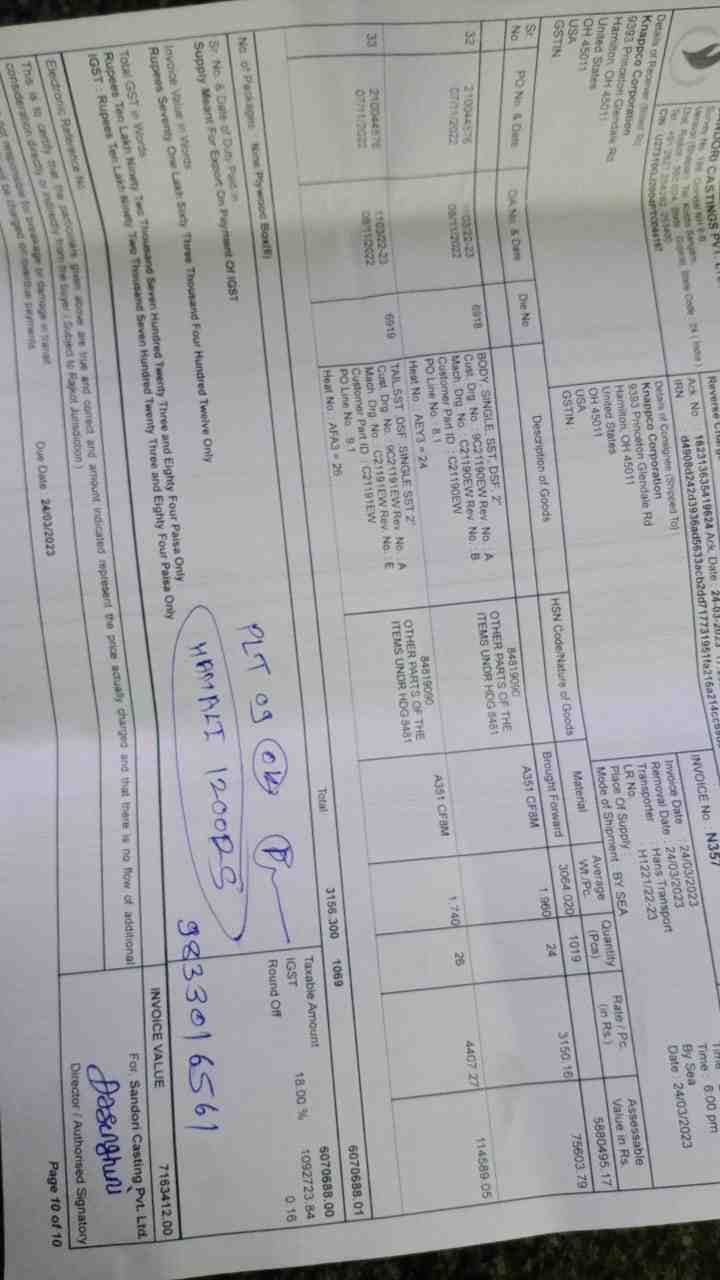 DORI CASTINGS PVT.
Details of Receiver (Billed To)
Knappco Corporation
9393 Princeton Glendale Rd
Hamilton, OH 45011
United States
OH 45011
USA
GSTIN
Reverse Charge
Ack. No : 162313635419624 Ack. Date : 24-03-2023
IRN
Details of Consignee (Shipped To)
Knappco Corporation
9393 Princeton Glendale Rd
Hamilton, OH 45011
United States
OH 45011
USA
GSTIN
INVOICE No : N357
Invoice Date : 24/03/2023
Removal Date : 24/03/2023
Transporter : Hans Transport
LR No. : H1221/22-23
Place Of Supply :
Mode of Shipment : BY SEA
Time : 6:00 pm
By Sea
Date : 24/03/2023
Sr. No PO No. & Date OA No. & Date Die No Description of Goods HSN Code/Nature of Goods Material Average Wt./Pc. Quantity (Pcs) Rate / Pc. (in Rs.) Assessable Value in Rs.
Brought Forward 3064.020 1019 5880495.17
32 210044576 1103/22-23 6918 BODY, SINGLE, SST, DSF, 2" 84819090 A351 CF8M 1.960 24 3150.16 75603.79
07/11/2022 08/11/2022 Cust. Drg. No. : 9C21190EW Rev. No. : A OTHER PARTS OF THE
Mach. Drg. No. : C21190EW Rev. No. : B ITEMS UNDR HDG 8481
Customer Part ID : C21190EW
PO Line No. : 8.1
Heat No. : AEY3 = 24
33 210044576 1103/22-23 6919 TAIL,SST ,DSF SINGLE SST 2" 84819090 A351 CF8M 1.740 26 4407.27 114589.05
07/11/2022 08/11/2022 Cust. Drg. No. : 9C21191EW Rev. No. : A OTHER PARTS OF THE
Mach. Drg. No. : C21191EW Rev. No. : E ITEMS UNDR HDG 8481
Customer Part ID : C21191EW
PO Line No. : 9.1
Heat No. : AFA3 = 26
Total 3156.300 1069 6070688.01
No. of Packages : Nine Plywood Box(s)
Taxable Amount 6070688.00
IGST 18.00 % 1092723.84
Round Off 0.16
Sr. No. & Date of Duty Paid in
Supply Meant For Export On Payment Of IGST
PLT 09 OK
HAMALI 1200RS
9833016561
Invoice Value in Words
Rupees Seventy One Lakh Sixty Three Thousand Four Hundred Twelve Only
INVOICE VALUE 7163412.00
Total GST in Words
Rupees Ten Lakh Ninety Two Thousand Seven Hundred Twenty Three and Eighty Four Paisa Only
IGST : Rupees Ten Lakh Ninety Two Thousand Seven Hundred Twenty Three and Eighty Four Paisa Only
Electronic Reference No.
This is to certify that the particulars given above are true and correct and amount indicated represent the price actually charged and that there is no flow of additional
consideration directly or indirectly from the buyer ( Subject to Rajkot Jurisdiction )
responsible for breakage or damage in transit
be charged on overdue payments
Due Date 24/03/2023
For, Sandori Casting Pvt. Ltd.
Director / Authorised Signatory
Page 10 of 10